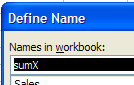 Define Name
Names in workbook:
sumX
Sales